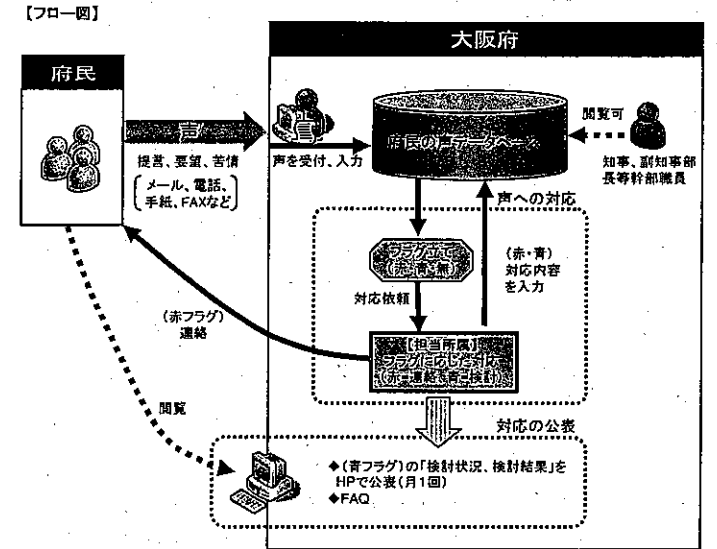 【フロー図】
大阪府
府民
声
提言、要望、苦情
メール、電話、
手紙、FAXなど
声を受付、入力
府民の声データベース
閲覧可
知事、副知事部
長等幹部職員
声への対応
フラグ立て
(赤・青・無)
(赤・青)
対応内容
を入力
対応依頼
【担当所属】
フラグに応じた対応
(赤=連絡、青=検討)
(赤フラグ)
連絡
閲覧
対応の公表
◆(青フラグ)の「検討状況、検討結果」を
HPで公表(月1回)
◆FAQ